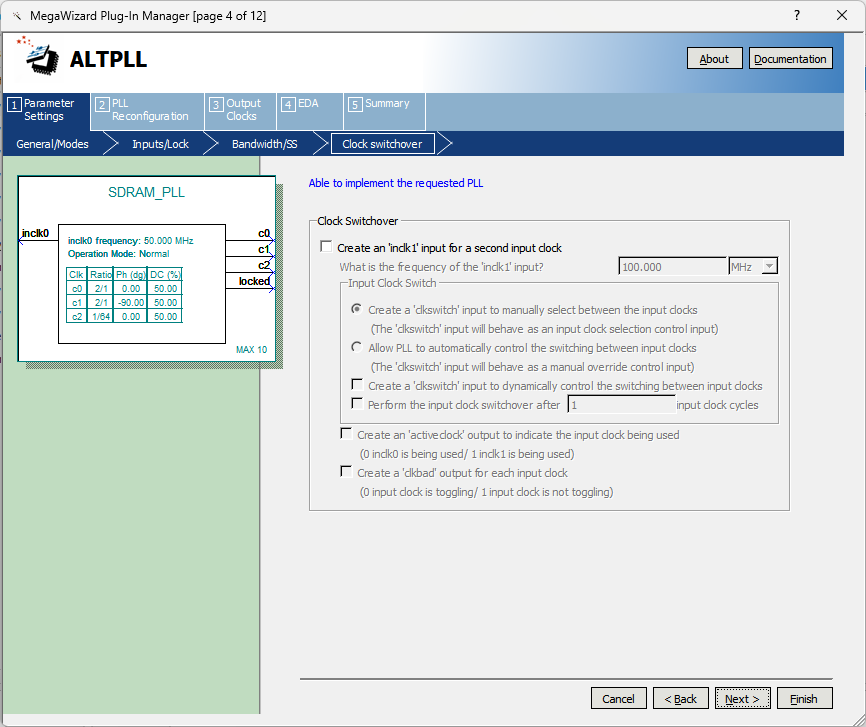 MegaWizard Plug-In Manager [page 4 of 12]
?
ALTPLL
About
Documentation
1 Parameter Settings
2 PLL Reconfiguration
3 Output Clocks
4 EDA
5 Summary
General/Modes
Inputs/Lock
Bandwidth/SS
Clock switchover
SDRAM_PLL
inclk0
inclk0 frequency: 50.000 MHz
Operation Mode: Normal
Clk Ratio Ph (dg) DC (%)
c0 2/1 0.00 50.00
c1 2/1 -90.00 50.00
c2 1/64 0.00 50.00
c0
c1
c2
locked
MAX 10
Able to implement the requested PLL
Clock Switchover
Create an 'inclk1' input for a second input clock
What is the frequency of the 'inclk1' input? 100.000 MHz
Input Clock Switch
Create a 'clkswitch' input to manually select between the input clocks
(The 'clkswitch' input will behave as an input clock selection control input)
Allow PLL to automatically control the switching between input clocks
(The 'clkswitch' input will behave as a manual override control input)
Create a 'clkswitch' input to dynamically control the switching between input clocks
Perform the input clock switchover after 1 input clock cycles
Create an 'activeclock' output to indicate the input clock being used
(0 inclk0 is being used/ 1 inclk1 is being used)
Create a 'clkbad' output for each input clock
(0 input clock is toggling/ 1 input clock is not toggling)
Cancel
< Back
Next >
Finish